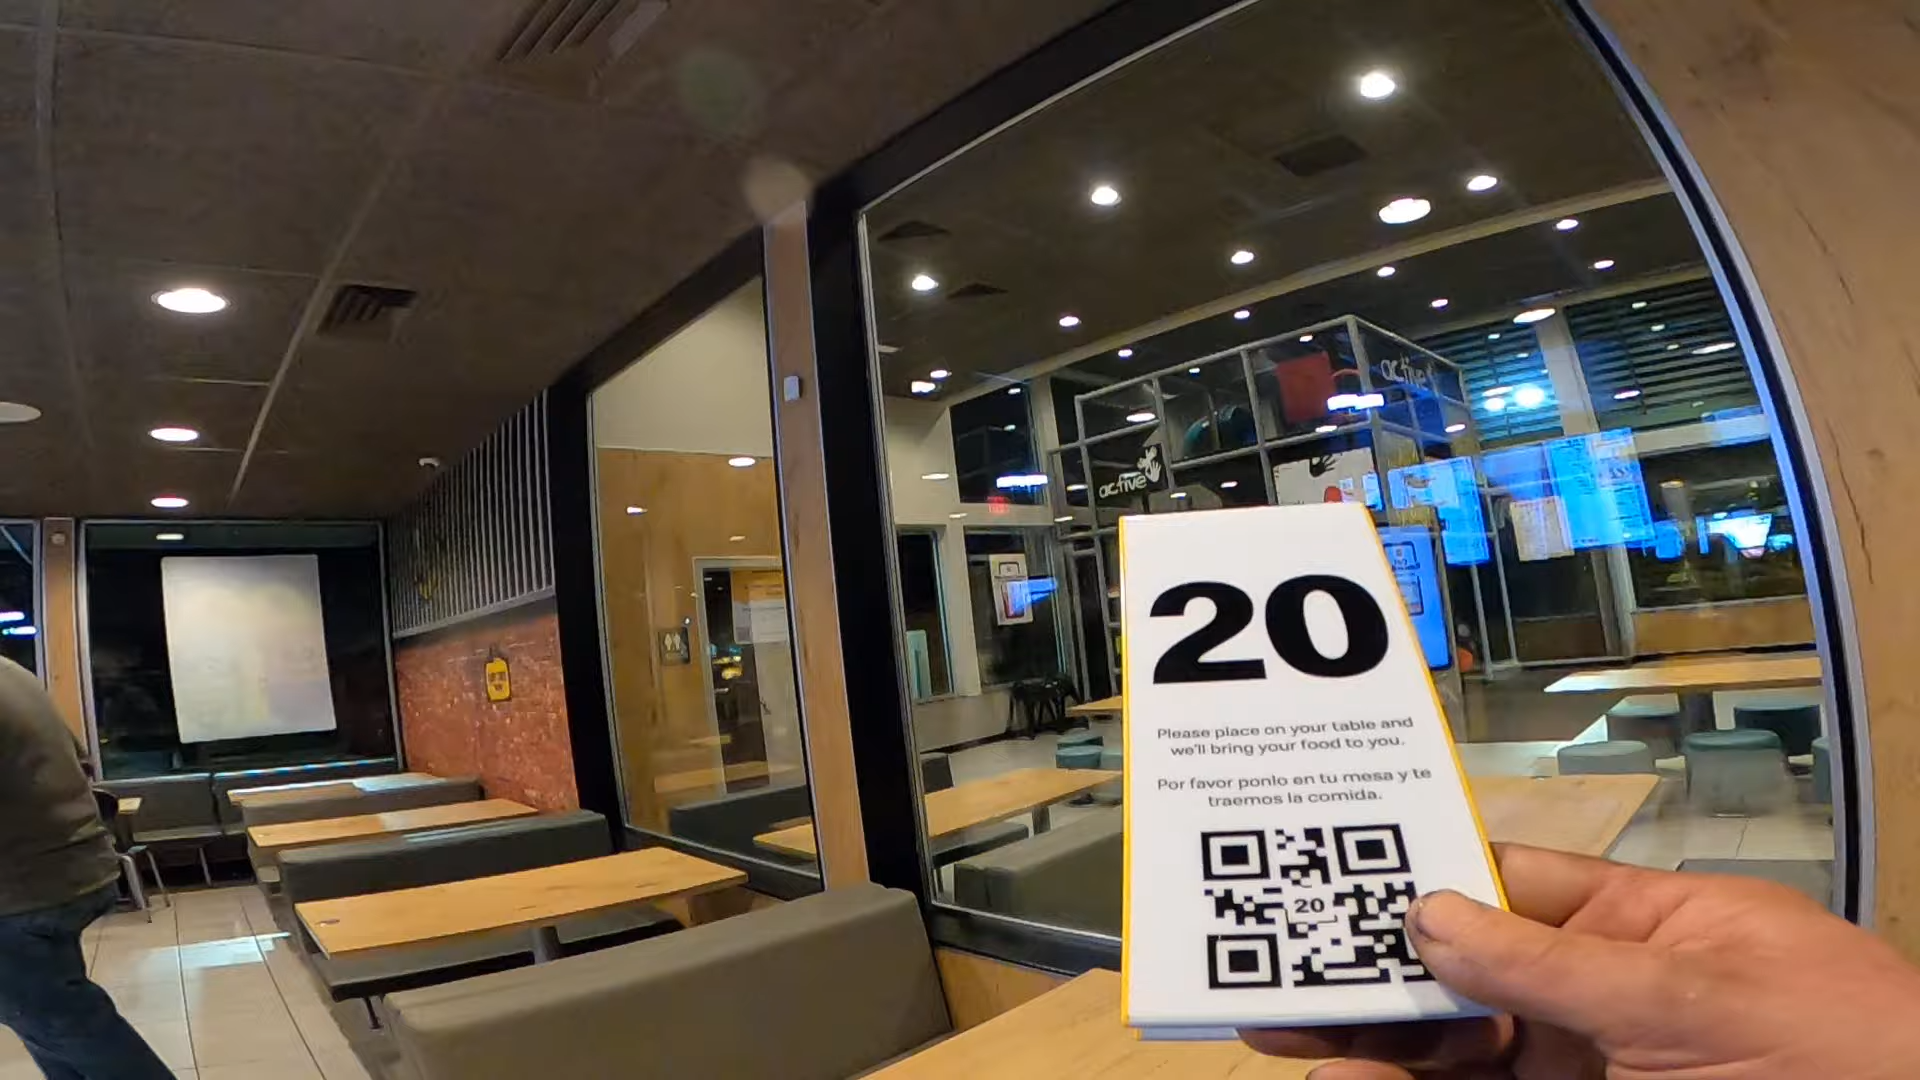 active
active
20
Please place on your table and
we'll bring your food to you.
Por favor ponlo en tu mesa y te
traemos la comida.
20